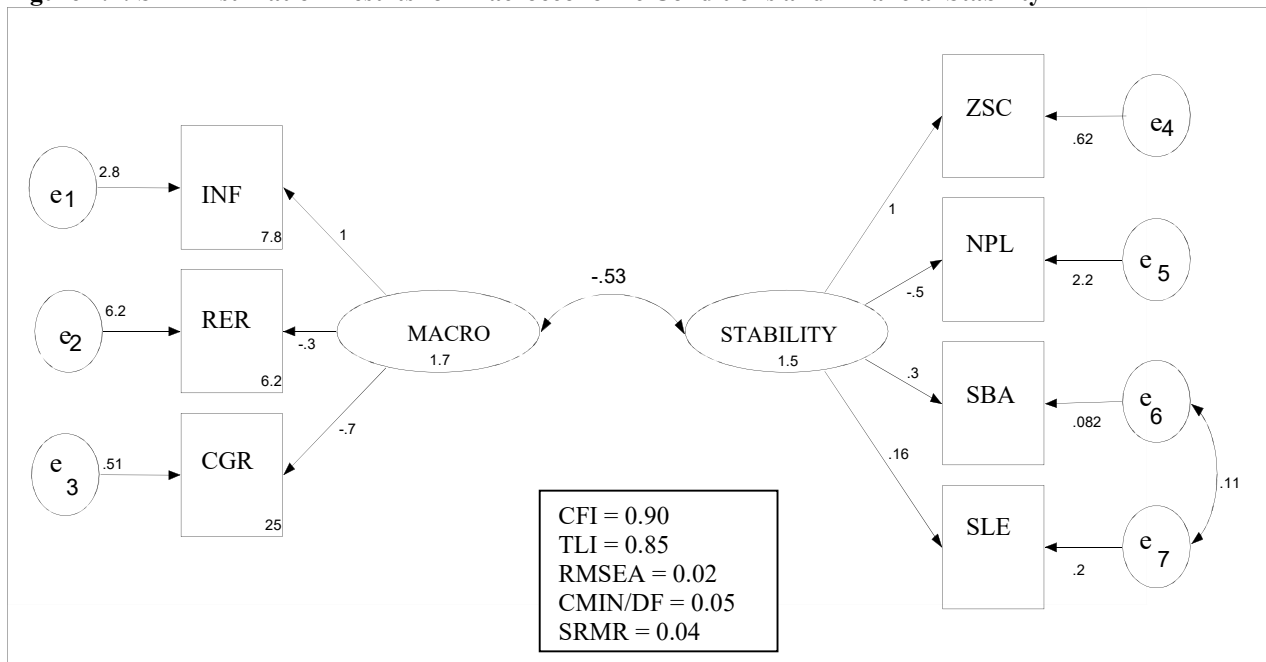 INF
7.8
RER
6.2
CGR
25
e1
2.8
e2
6.2
e3
.51
MACRO
1.7
1
-.3
-.7
-.53
STABILITY
1.5
1
-.5
.3
.16
ZSC
NPL
SBA
SLE
.62
e4
2.2
e5
.082
e6
.2
e7
.11
CFI = 0.90
TLI = 0.85
RMSEA = 0.02
CMIN/DF = 0.05
SRMR = 0.04